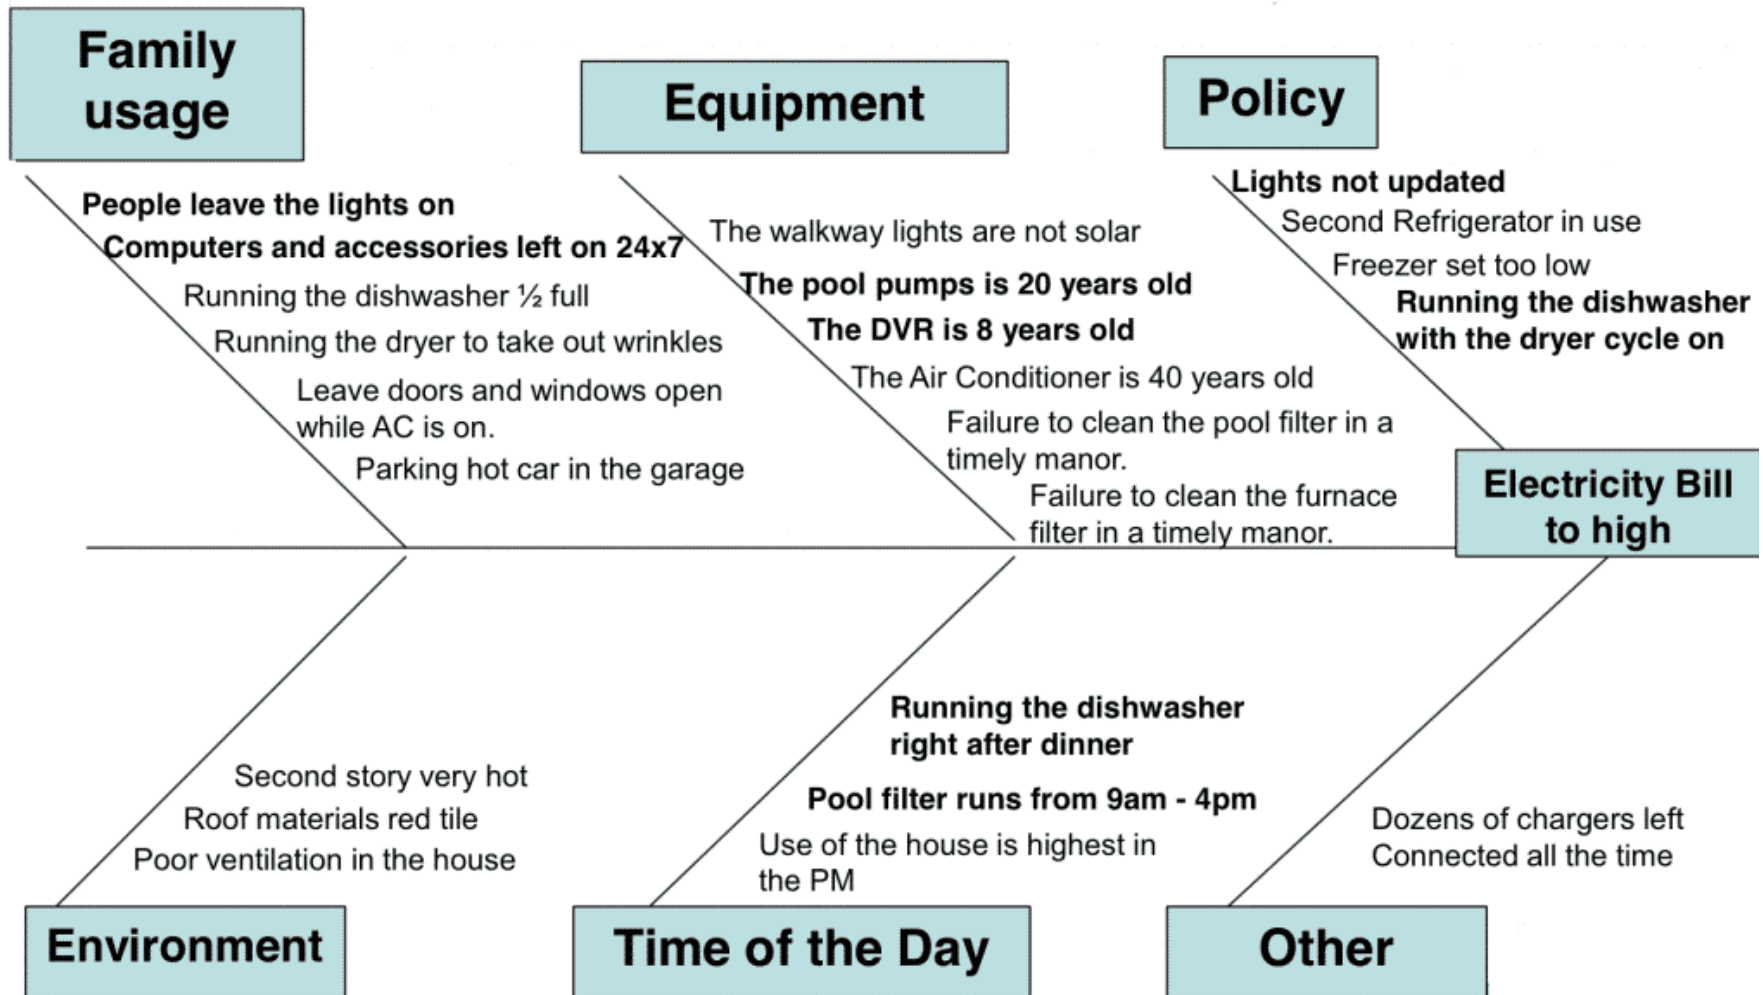 Family
usage
Equipment
Policy
People leave the lights on
Computers and accessories left on 24x7
Running the dishwasher ½ full
Running the dryer to take out wrinkles
Leave doors and windows open
while AC is on.
Parking hot car in the garage
The walkway lights are not solar
The pool pumps is 20 years old
The DVR is 8 years old
The Air Conditioner is 40 years old
Failure to clean the pool filter in a
timely manor.
Failure to clean the furnace
filter in a timely manor.
Lights not updated
Second Refrigerator in use
Freezer set too low
Running the dishwasher
with the dryer cycle on
Electricity Bill
to high
Second story very hot
Roof materials red tile
Poor ventilation in the house
Running the dishwasher
right after dinner
Pool filter runs from 9am - 4pm
Use of the house is highest in
the PM
Dozens of chargers left
Connected all the time
Environment
Time of the Day
Other